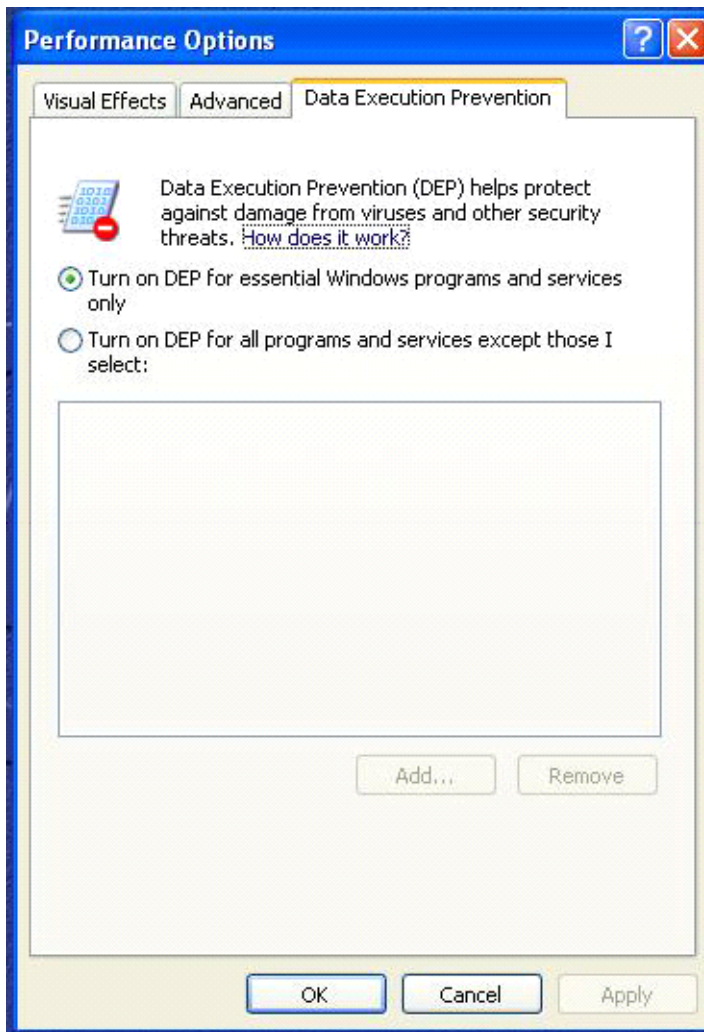 Performance Options
Visual Effects
Advanced
Data Execution Prevention
Data Execution Prevention (DEP) helps protect
against damage from viruses and other security
threats. How does it work?
Turn on DEP for essential Windows programs and services
only
Turn on DEP for all programs and services except those I
select:
Add...
Remove
OK
Cancel
Apply